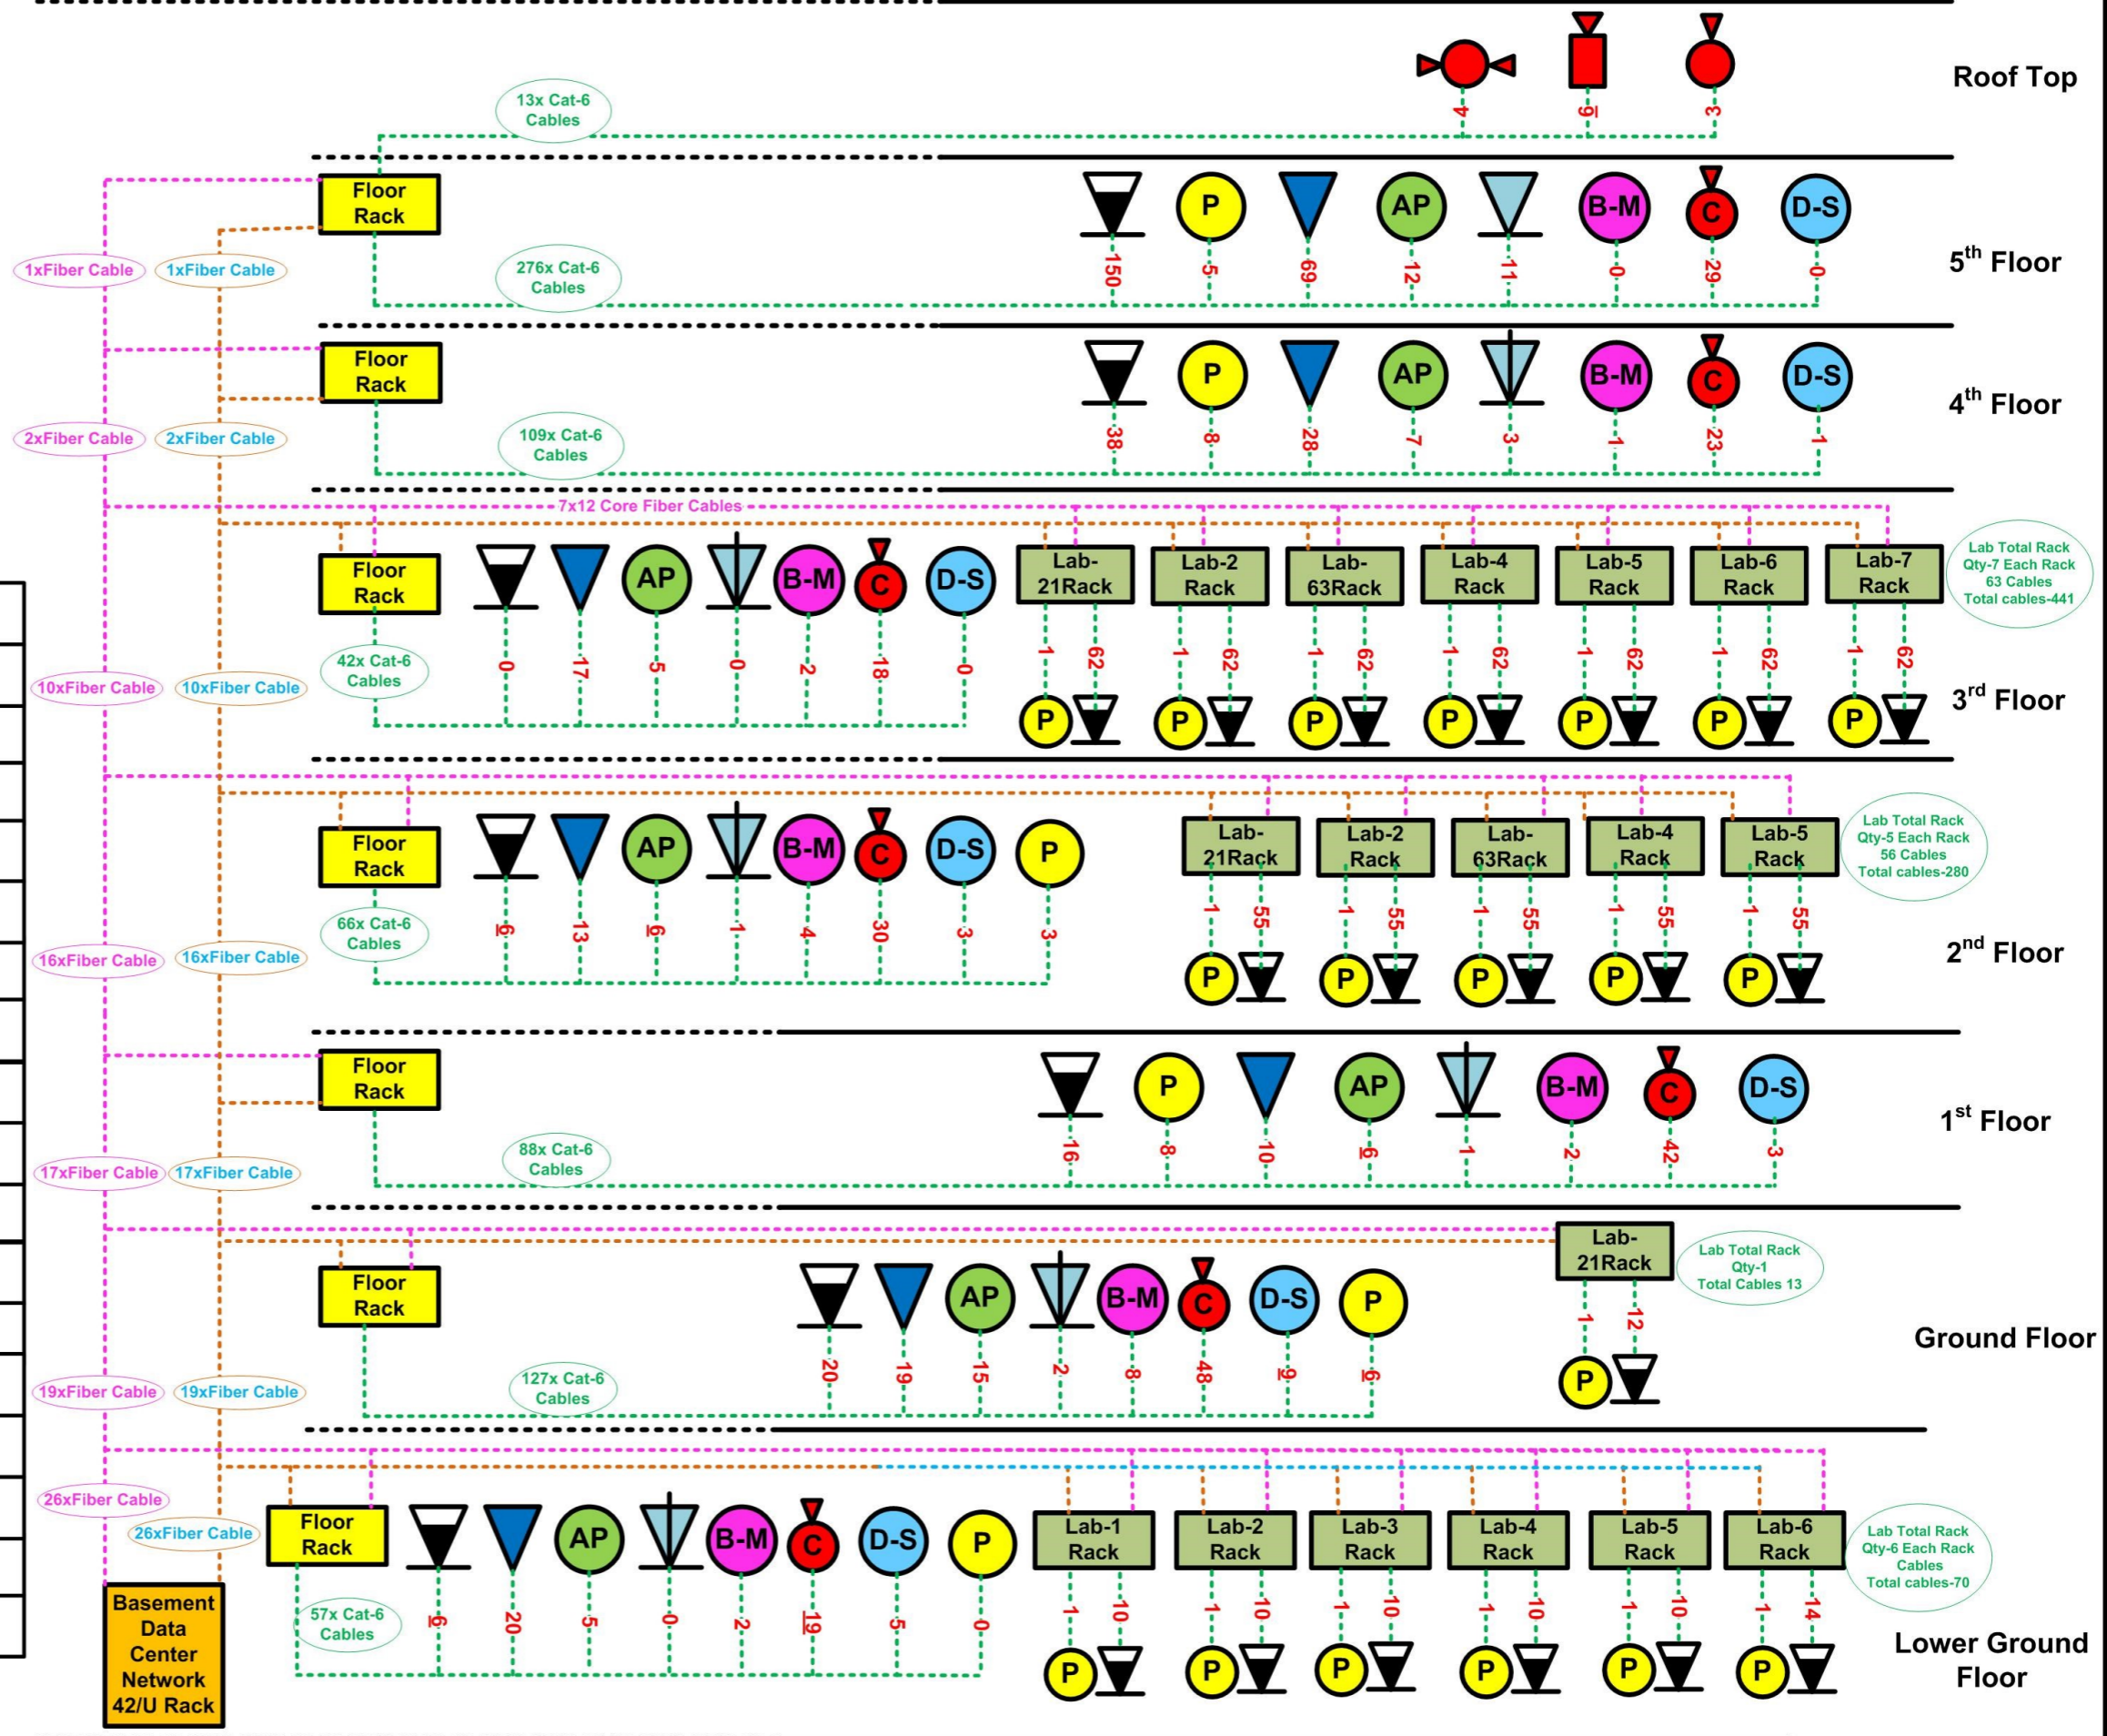 4
6
3
Roof Top
13x Cat-6
Cables
Floor
Rack
P
AP
B-M
C
D-S
5th Floor
1xFiber Cable
1xFiber Cable
276x Cat-6
Cables
150
5
69
12
11
0
29
0
Floor
Rack
P
AP
B-M
C
D-S
4th Floor
2xFiber Cable
2xFiber Cable
109x Cat-6
Cables
38
8
28
7
3
1
23
1
7x12 Core Fiber Cables
Floor
Rack
AP
B-M
C
D-S
Lab-
21Rack
Lab-2
Rack
Lab-
63Rack
Lab-4
Rack
Lab-5
Rack
Lab-6
Rack
Lab-7
Rack
Lab Total Rack
Qty-7 Each Rack
63 Cables
Total cables-441
10xFiber Cable
10xFiber Cable
42x Cat-6
Cables
0
17
5
0
2
18
0
1
62
1
62
1
62
1
62
1
62
1
62
1
62
3rd Floor
P
P
P
P
P
P
P
Floor
Rack
AP
B-M
C
D-S
P
Lab-
21Rack
Lab-2
Rack
Lab-
63Rack
Lab-4
Rack
Lab-5
Rack
Lab Total Rack
Qty-5 Each Rack
56 Cables
Total cables-280
16xFiber Cable
16xFiber Cable
66x Cat-6
Cables
6
13
6
1
4
30
3
3
1
55
1
55
1
55
1
55
1
55
2nd Floor
P
P
P
P
P
Floor
Rack
P
AP
B-M
C
D-S
1st Floor
17xFiber Cable
17xFiber Cable
88x Cat-6
Cables
16
8
10
6
1
2
42
3
Floor
Rack
AP
B-M
C
D-S
P
Lab-
21Rack
Lab Total Rack
Qty-1
Total Cables 13
Ground Floor
19xFiber Cable
19xFiber Cable
127x Cat-6
Cables
20
19
15
2
8
48
9
6
1
12
P
26xFiber Cable
26xFiber Cable
Floor
Rack
AP
B-M
C
D-S
P
Lab-1
Rack
Lab-2
Rack
Lab-3
Rack
Lab-4
Rack
Lab-5
Rack
Lab-6
Rack
Lab Total Rack
Qty-6 Each Rack
Cables
Total cables-70
57x Cat-6
Cables
6
20
5
0
2
19
5
0
1
10
1
10
1
10
1
10
1
10
1
14
Lower Ground
Floor
P
P
P
P
P
P
Basement
Data
Center
Network
42/U Rack